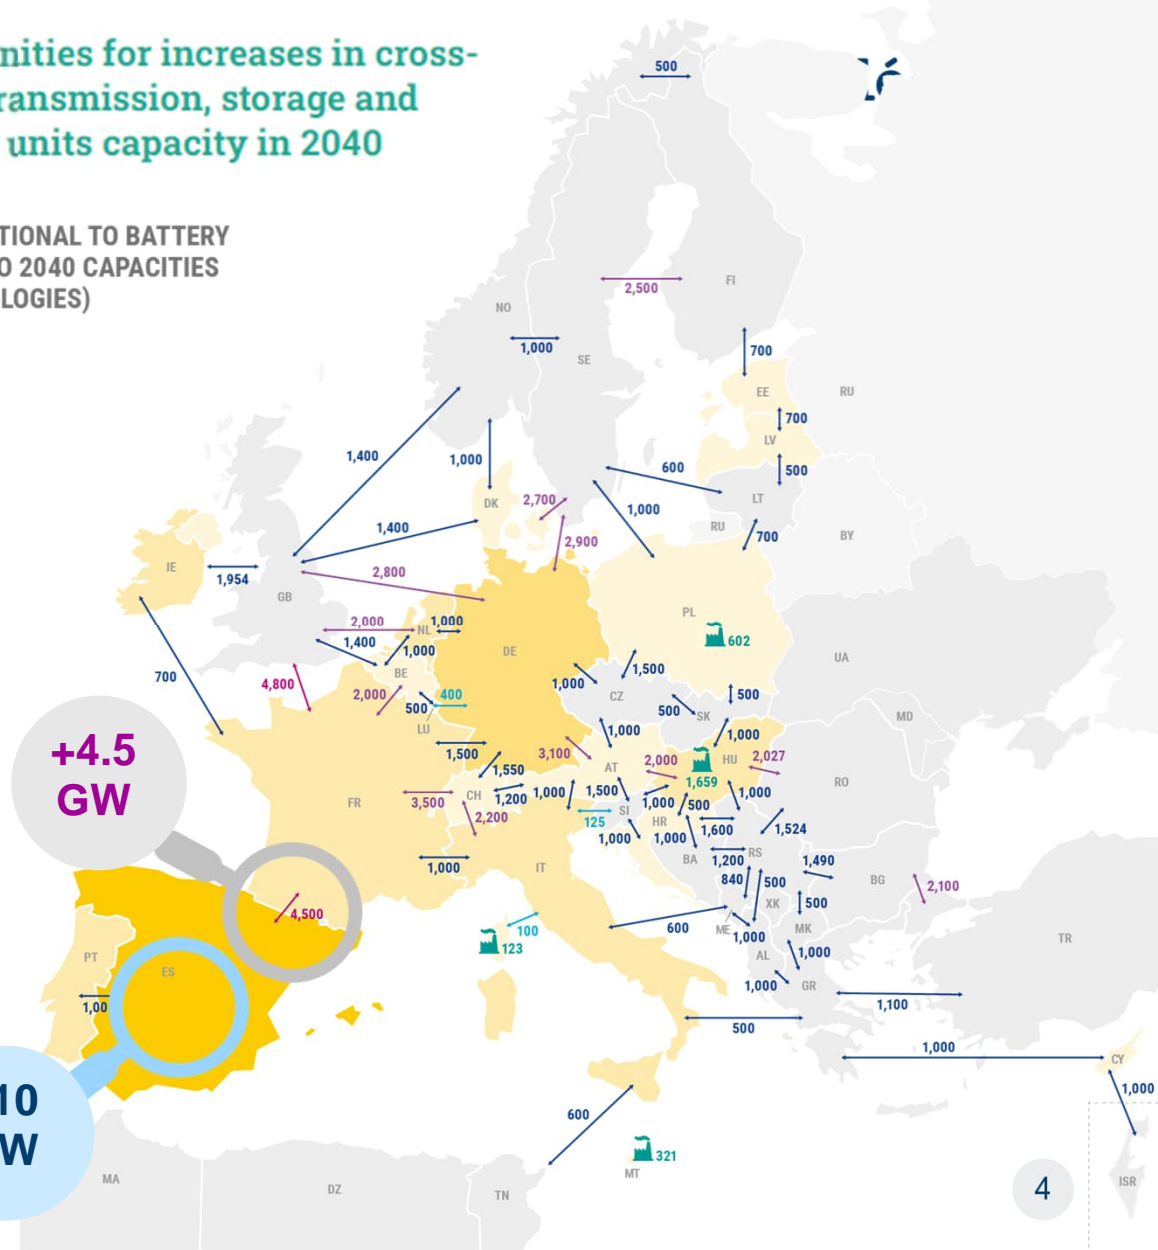 nities for increases in cross-
ransmission, storage and
units capacity in 2040
TIONAL TO BATTERY
O 2040 CAPACITIES
LOGIES)
500
FI
2,500
NO
1,000
SE
700
EE
RU
700
LV
1,400
1,000
600
500
LT
DK
2,700
1,000
RU
700
BY
1,400
2,900
IE
1,954
2,800
GB
PL
602
2,000
NL
1,000
1,400
1,000
DE
UA
700
BE
1,500
4,800
2,000
400
1,000
CZ
500
500
500
SK
MD
LU
1,000
1,000
+4.5
GW
1,500
3,100
2,000
HU
2,027
1,550
AT
1,659
RO
FR
3,500
CH
1,200
1,000
1,500
1,000
500
1,000
2,200
125
SI
HR
1,600
1,524
1,000
1,000
1,000
IT
BA
1,200
RS
1,490
840
500
BG
2,100
4,500
XK
500
100
600
ME
1,000
MK
TR
123
AL
1,000
PT
ES
1,000
GR
1,00
1,100
500
1,000
CY
10
W
600
1,000
321
MT
MA
DZ
TN
4
ISR